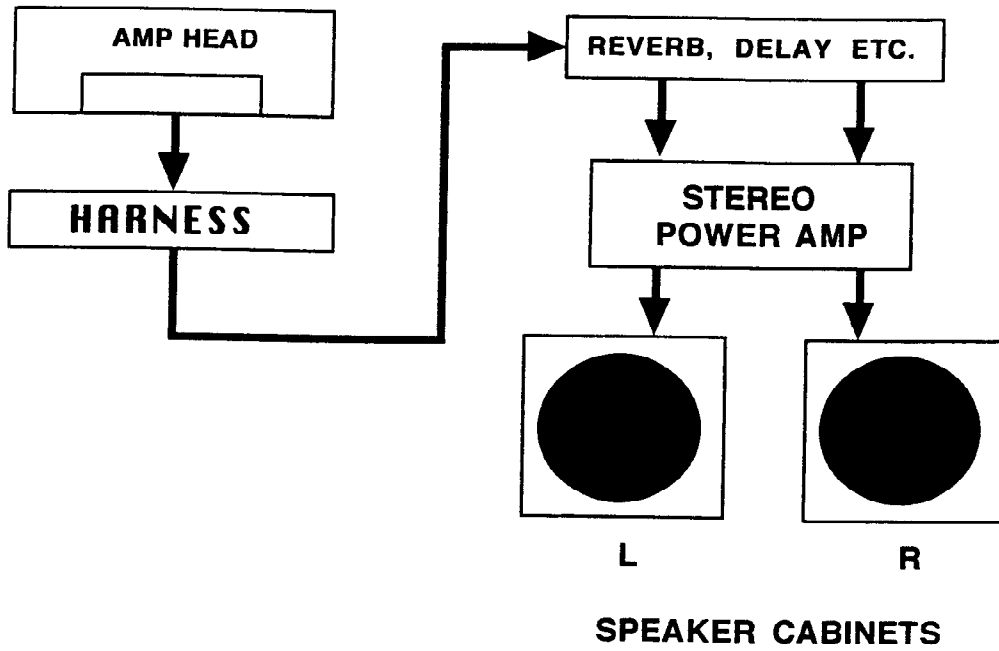 AMP HEAD
HARNESS
REVERB, DELAY ETC.
STEREO
POWER AMP
L
R
SPEAKER CABINETS